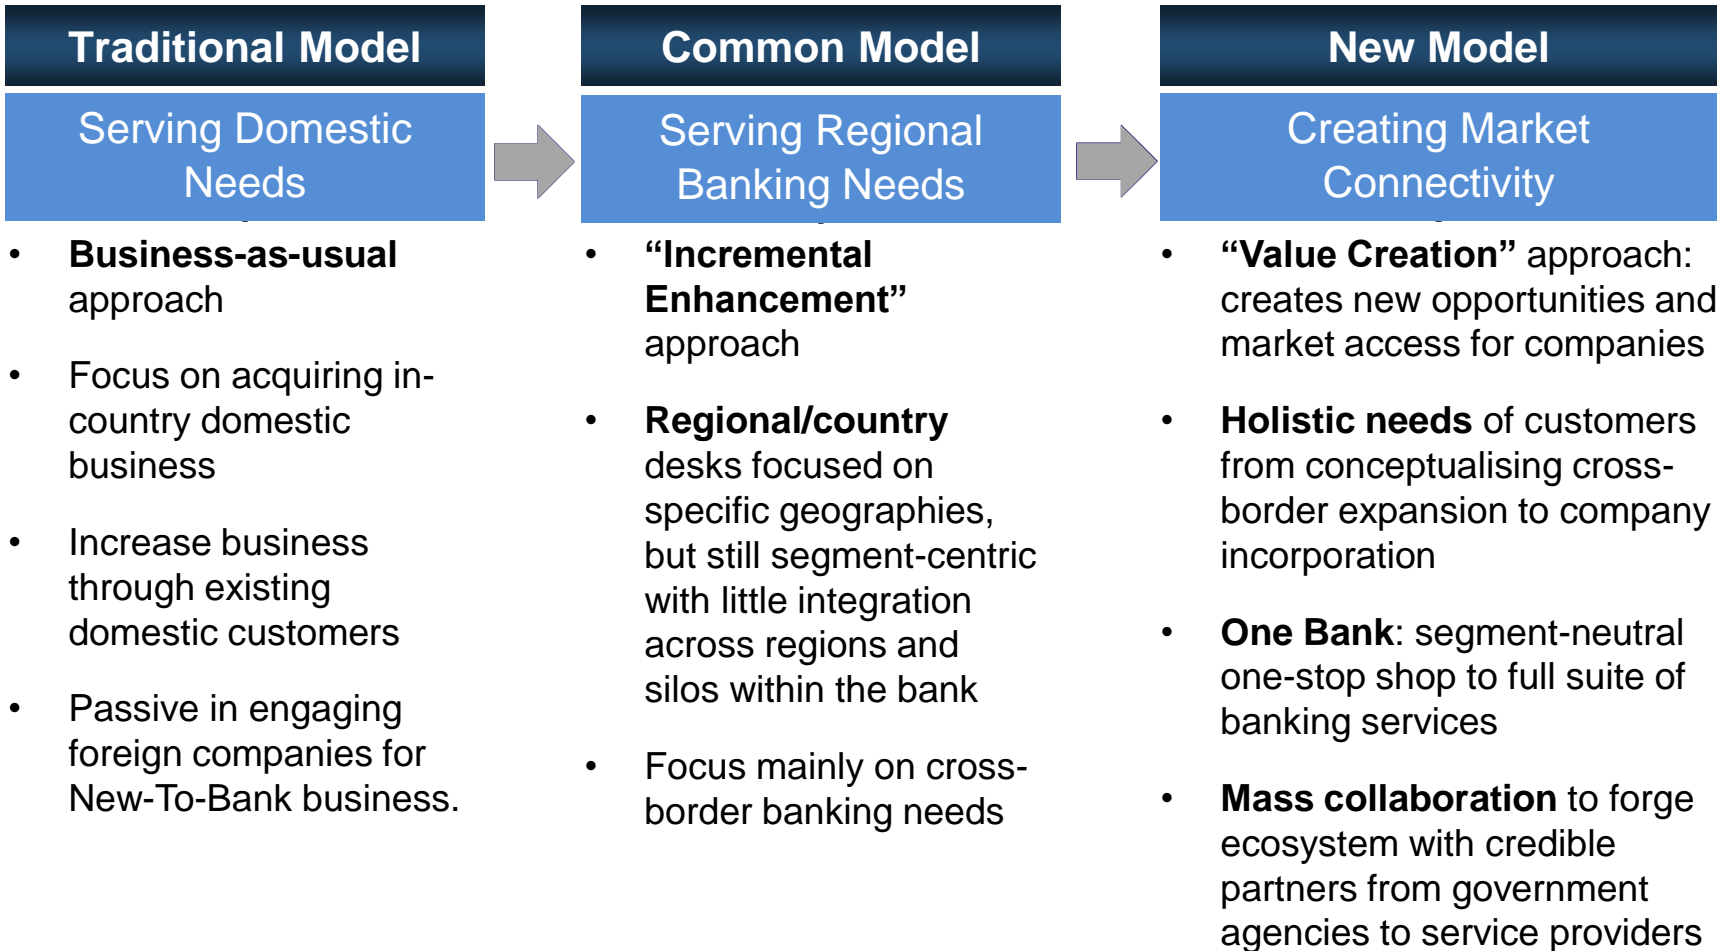 Traditional Model
Serving Domestic
Needs
• Business-as-usual
approach
• Focus on acquiring in-
country domestic
business
• Increase business
through existing
domestic customers
• Passive in engaging
foreign companies for
New-To-Bank business.
Common Model
Serving Regional
Banking Needs
• “Incremental
Enhancement”
approach
• Regional/country
desks focused on
specific geographies,
but still segment-centric
with little integration
across regions and
silos within the bank
• Focus mainly on cross-
border banking needs
New Model
Creating Market
Connectivity
• “Value Creation” approach:
creates new opportunities and
market access for companies
• Holistic needs of customers
from conceptualising cross-
border expansion to company
incorporation
• One Bank: segment-neutral
one-stop shop to full suite of
banking services
• Mass collaboration to forge
ecosystem with credible
partners from government
agencies to service providers